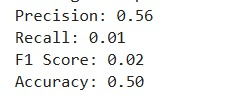 Precision: 0.56
Recall: 0.01
F1 Score: 0.02
Accuracy: 0.50